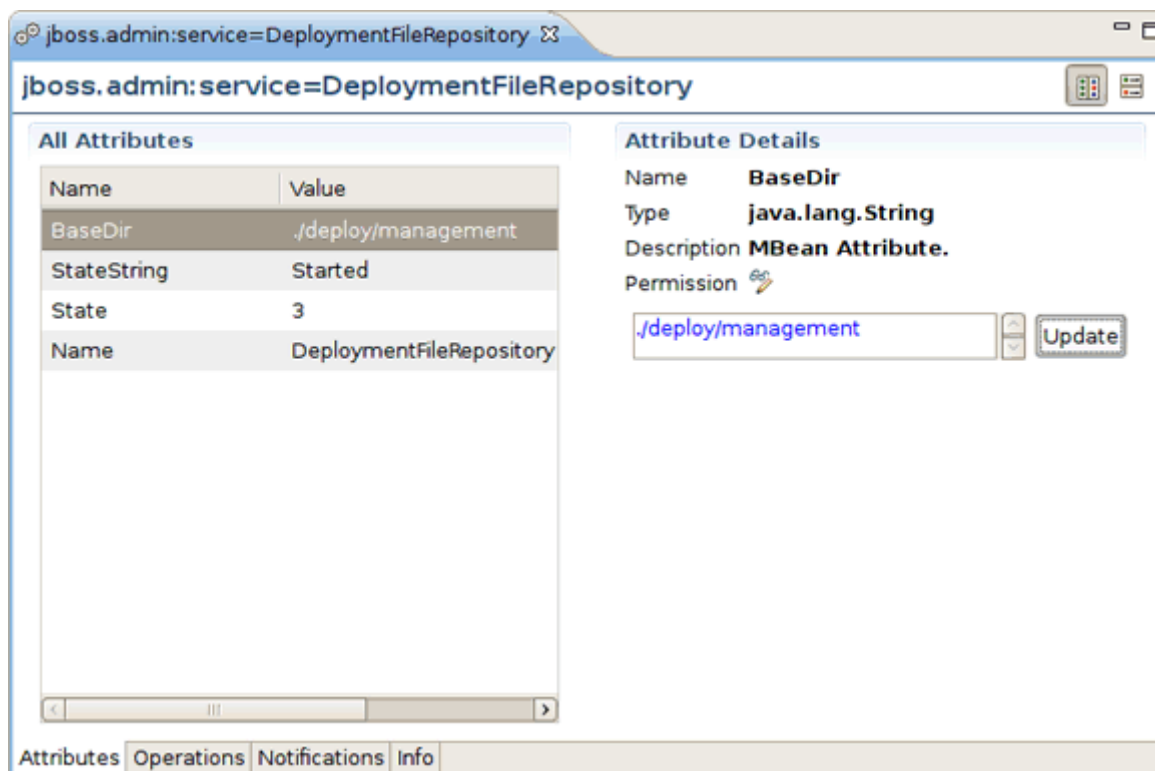 jboss.admin:service=DeploymentFileRepository
jboss.admin:service=DeploymentFileRepository
All Attributes
Name Value
BaseDir ./deploy/management
StateString Started
State 3
Name DeploymentFileRepository
Attribute Details
Name BaseDir
Type java.lang.String
Description MBean Attribute.
Permission
./deploy/management
Update
Attributes Operations Notifications Info